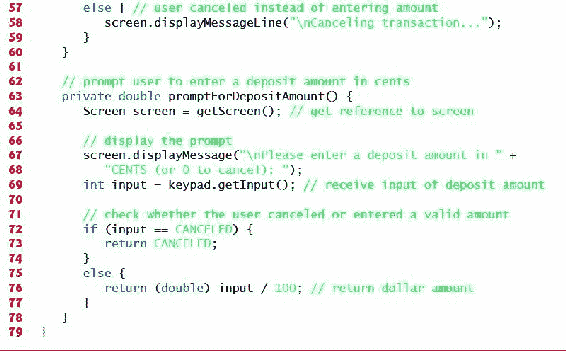 57 else { // user canceled instead of entering amount
58 screen.displayMessageLine("\nCanceling transaction...");
59 }
60 }
61
62 // prompt user to enter a deposit amount in cents
63 private double promptForDepositAmount() {
64 Screen screen = getScreen(); // get reference to screen
65
66 // display the prompt
67 screen.displayMessage("\nPlease enter a deposit amount in " +
68 "CENTS (or 0 to cancel): ");
69 int input = keypad.getInput(); // receive input of deposit amount
70
71 // check whether the user canceled or entered a valid amount
72 if (input == CANCELED) {
73 return CANCELED;
74 }
75 else {
76 return (double) input / 100; // return dollar amount
77 }
78 }
79 }